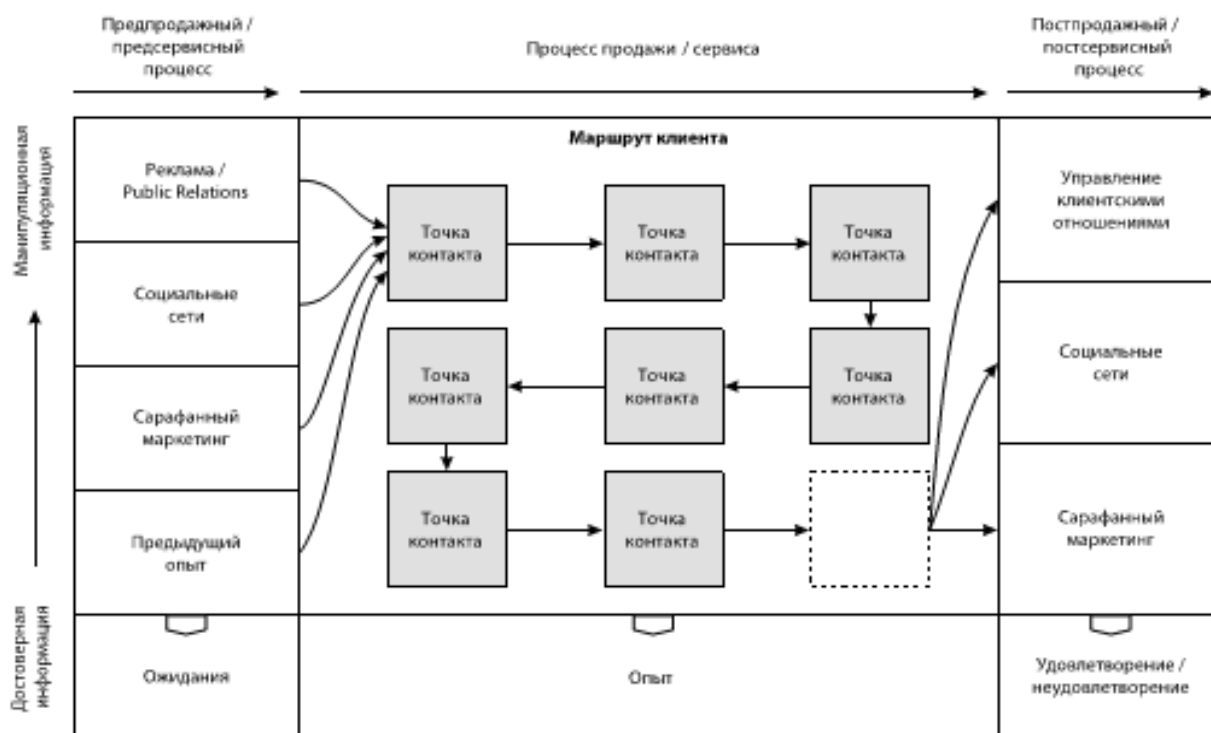 Предпродажный /
предсервисный
процесс
Процесс продажи / сервиса
Постпродажный /
постсервисный
процесс
Манипуляционная
информация
Достоверная
информация
Реклама /
Public Relations
Социальные
сети
Сарафанный
маркетинг
Предыдущий
опыт
Маршрут клиента
Точка
контакта
Точка
контакта
Точка
контакта
Точка
контакта
Точка
контакта
Точка
контакта
Точка
контакта
Точка
контакта
Управление
клиентскими
отношениями
Социальные
сети
Сарафанный
маркетинг
Ожидания
Опыт
Удовлетворение /
неудовлетворение